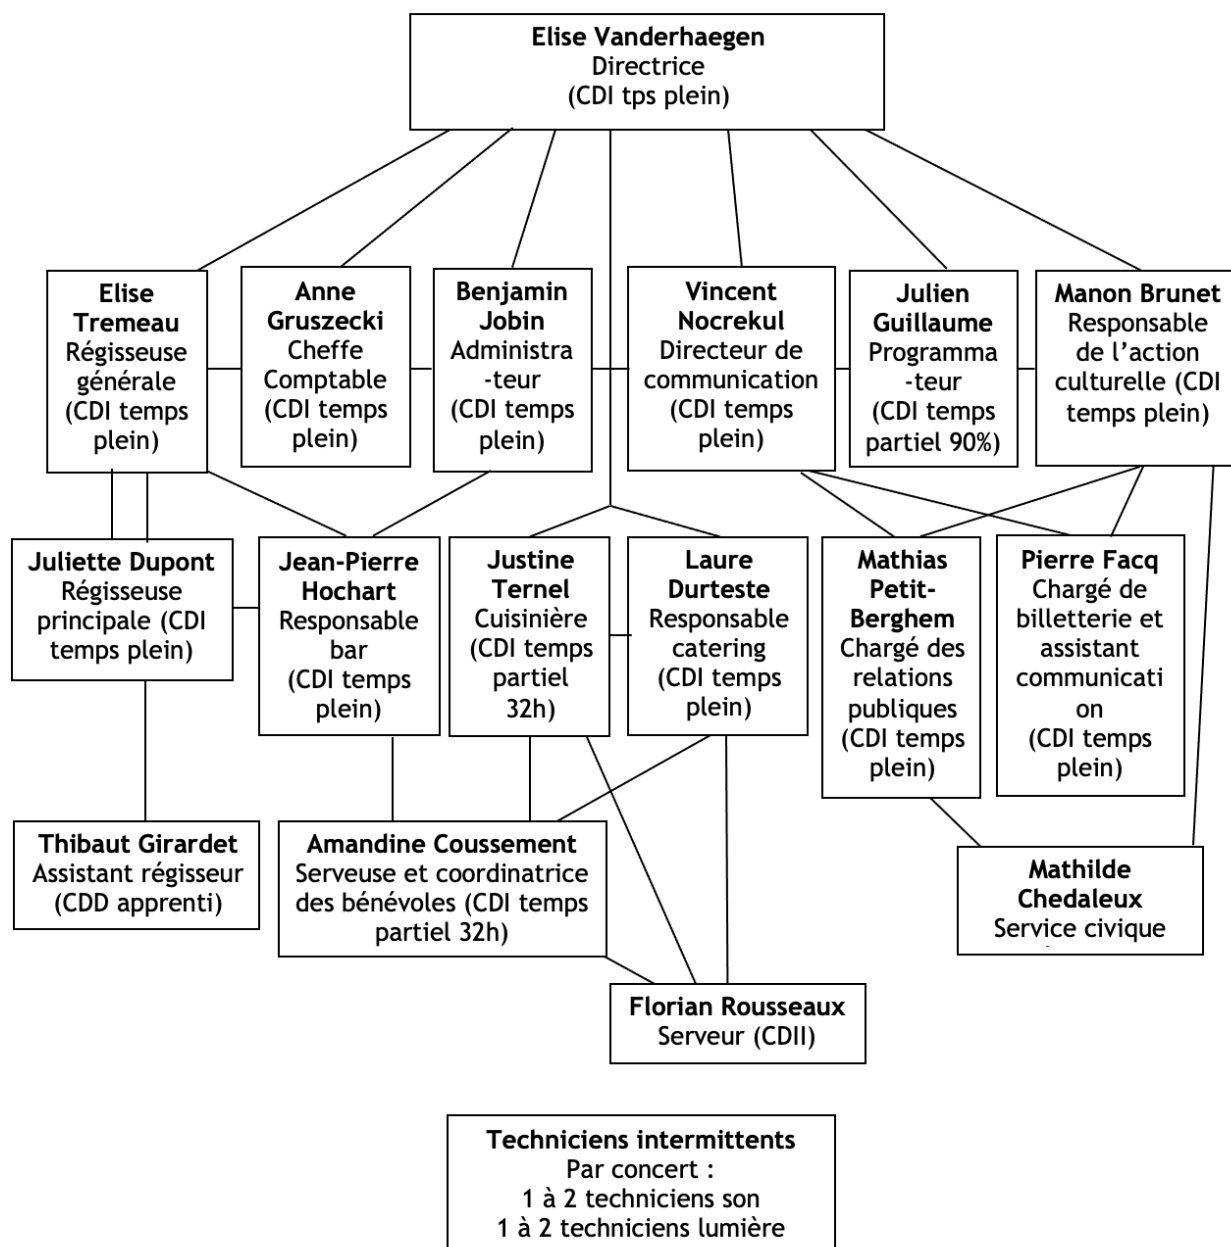 Elise Vanderhaegen
Directrice
(CDI tps plein)
Elise
Tremeau
Régisseuse
générale
(CDI temps
plein)
Anne
Gruszecki
Cheffe
Comptable
(CDI temps
plein)
Benjamin
Jobin
Administra
-teur
(CDI temps
plein)
Vincent
Nocrekul
Directeur de
communication
(CDI temps
plein)
Julien
Guillaume
Programma
-teur
(CDI temps
partiel 90%)
Manon Brunet
Responsable
de l’action
culturelle (CDI
temps plein)
Juliette Dupont
Régisseuse
principale (CDI
temps plein)
Jean-Pierre
Hochart
Responsable
bar
(CDI temps
plein)
Justine
Ternel
Cuisinière
(CDI temps
partiel
32h)
Laure
Durteste
Responsable
catering
(CDI temps
plein)
Mathias
Petit-
Berghem
Chargé des
relations
publiques
(CDI temps
plein)
Pierre Facq
Chargé de
billetterie et
assistant
communicati
on
(CDI temps
plein)
Thibaut Girardet
Assistant régisseur
(CDD apprenti)
Amandine Coussement
Serveuse et coordinatrice
des bénévoles (CDI temps
partiel 32h)
Mathilde
Chedaleux
Service civique
Florian Rousseaux
Serveur (CDII)
Techniciens intermittents
Par concert :
1 à 2 techniciens son
1 à 2 techniciens lumière